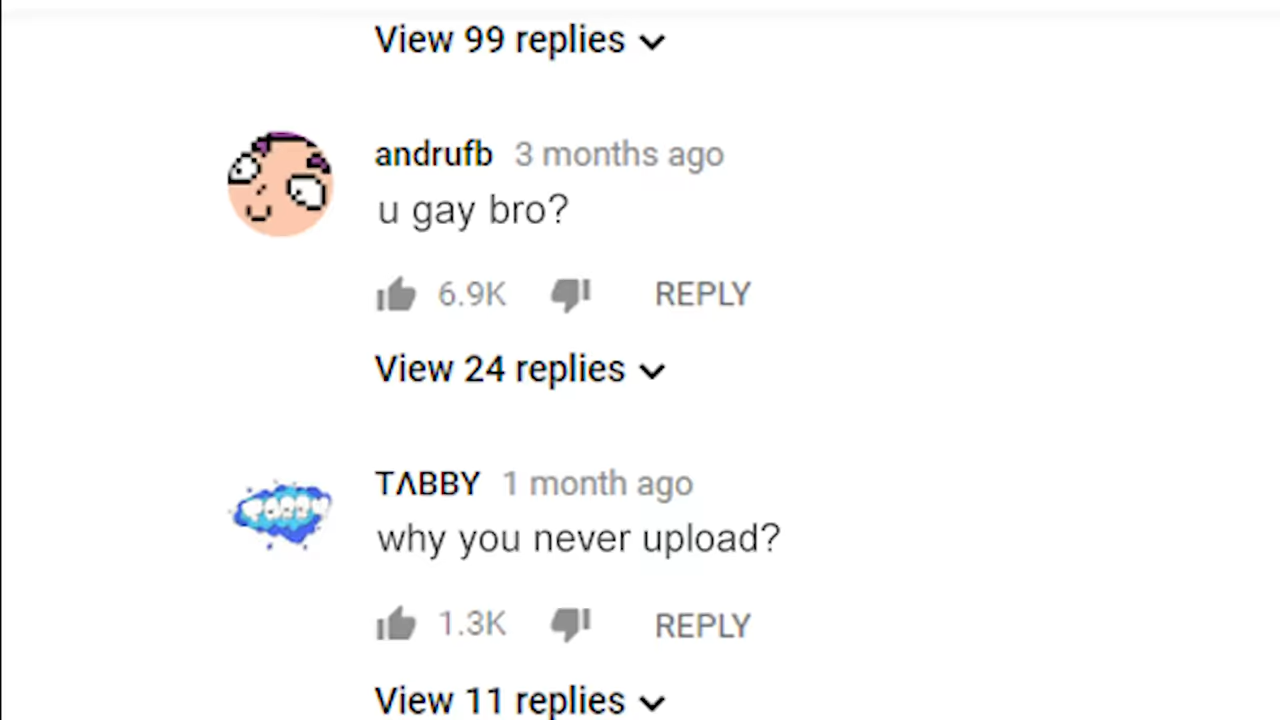 View 99 replies
andrufb 3 months ago
u gay bro?
6.9K REPLY
View 24 replies
TΛBBY 1 month ago
why you never upload?
1.3K REPLY
View 11 replies